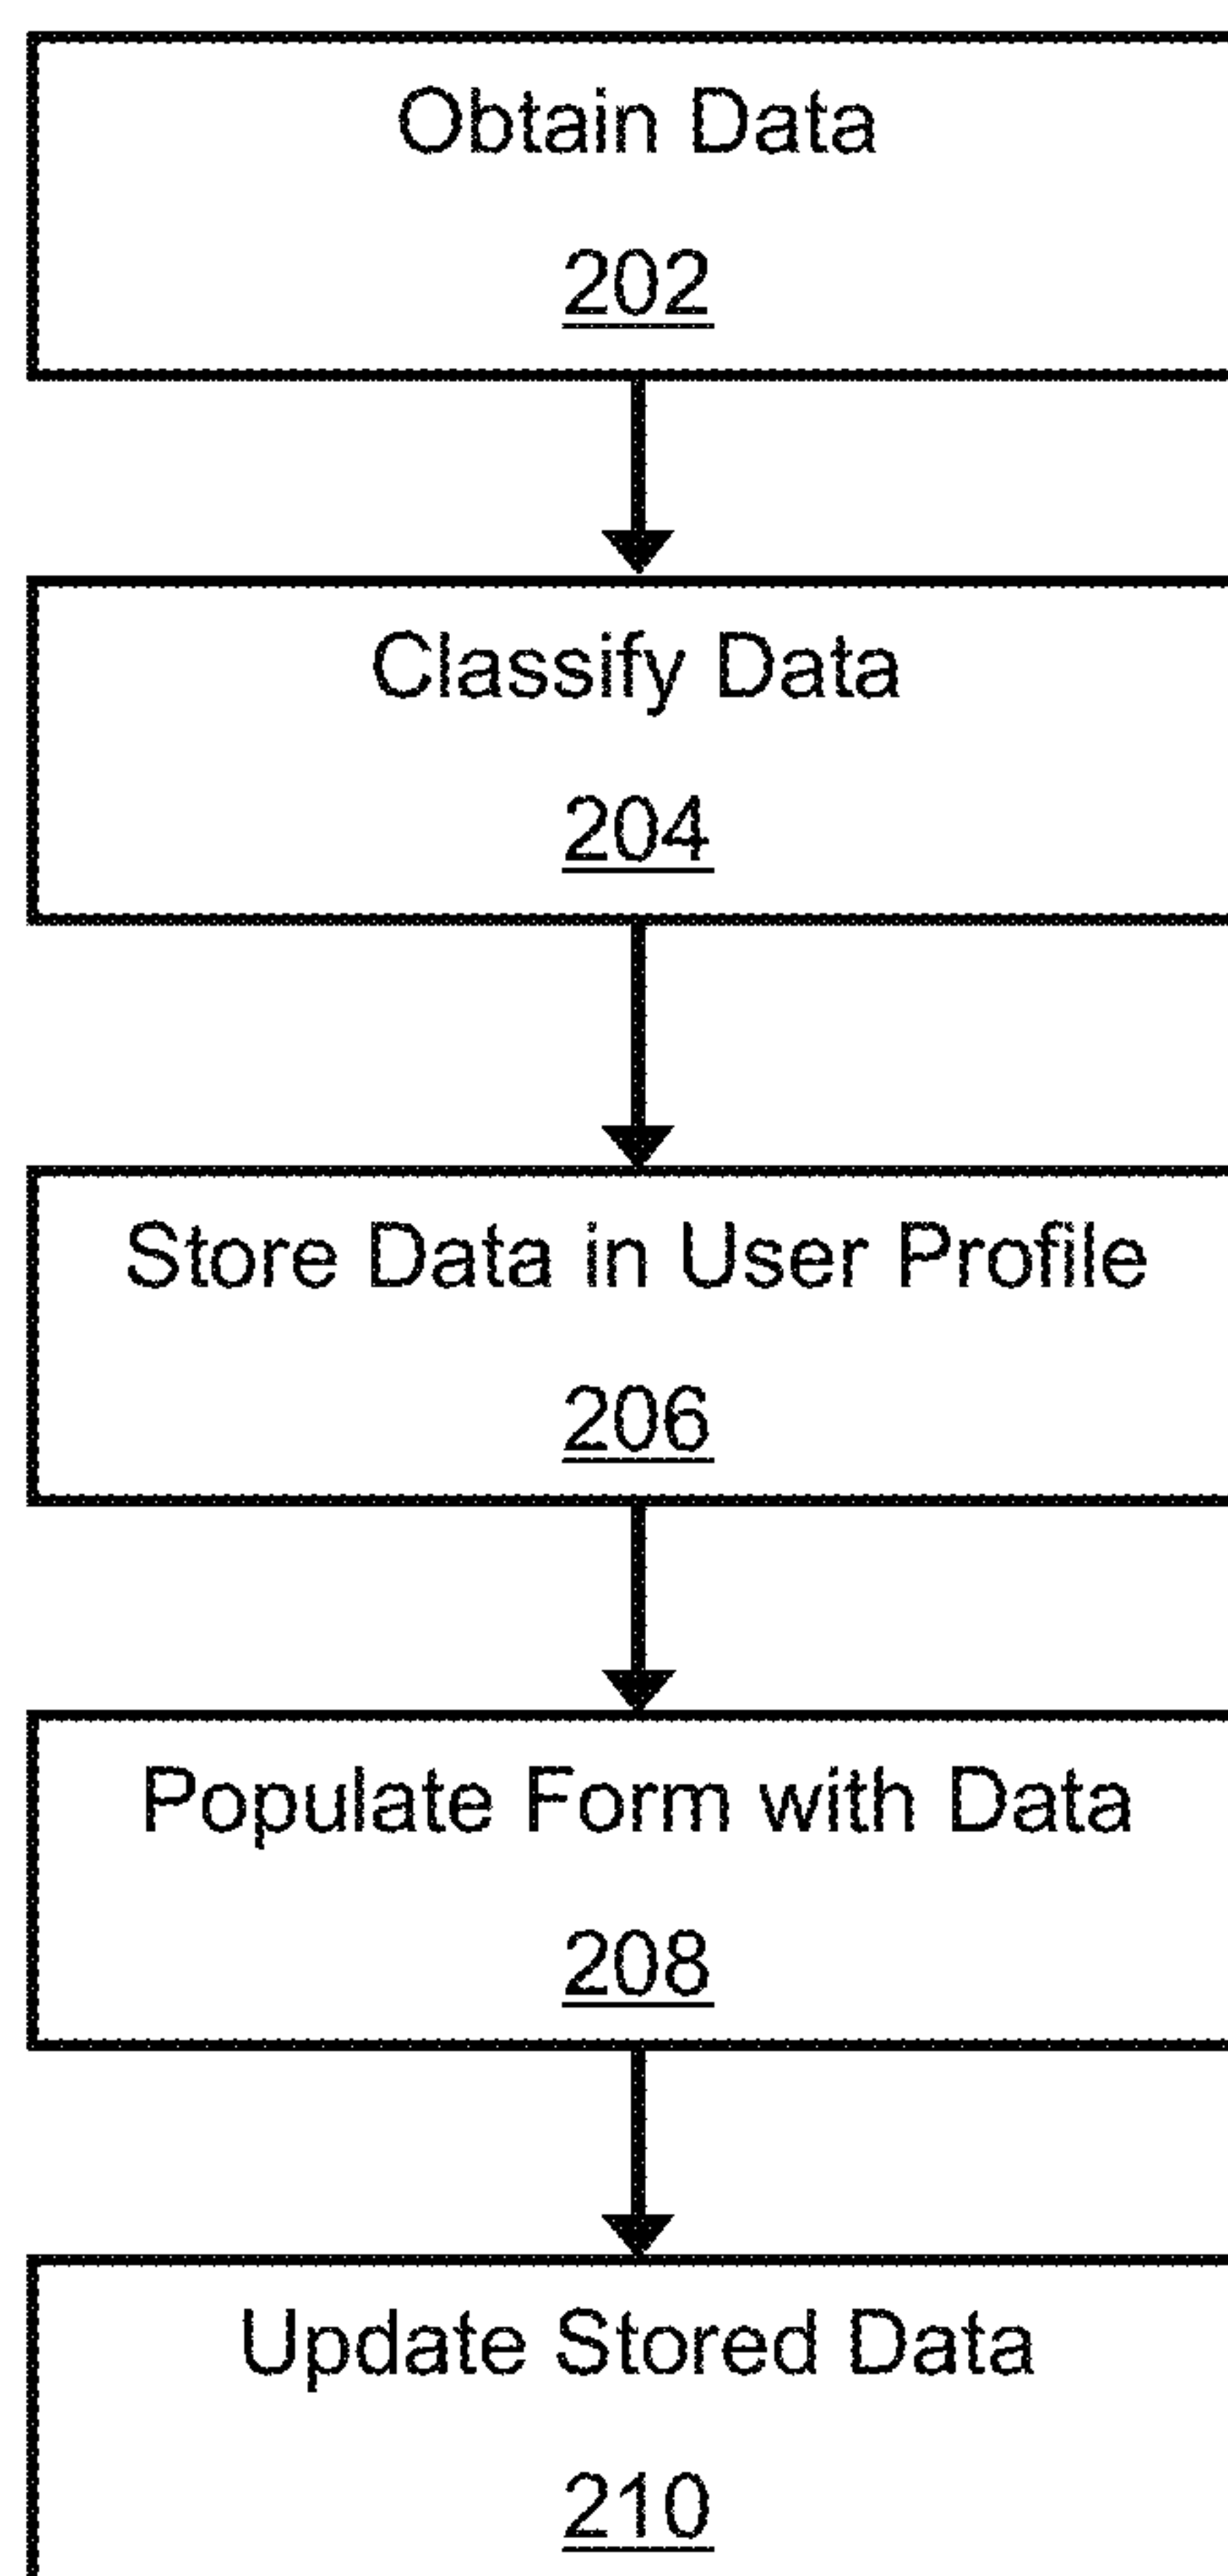 Obtain Data
202
Classify Data
204
Store Data in User Profile
206
Populate Form with Data
208
Update Stored Data
210